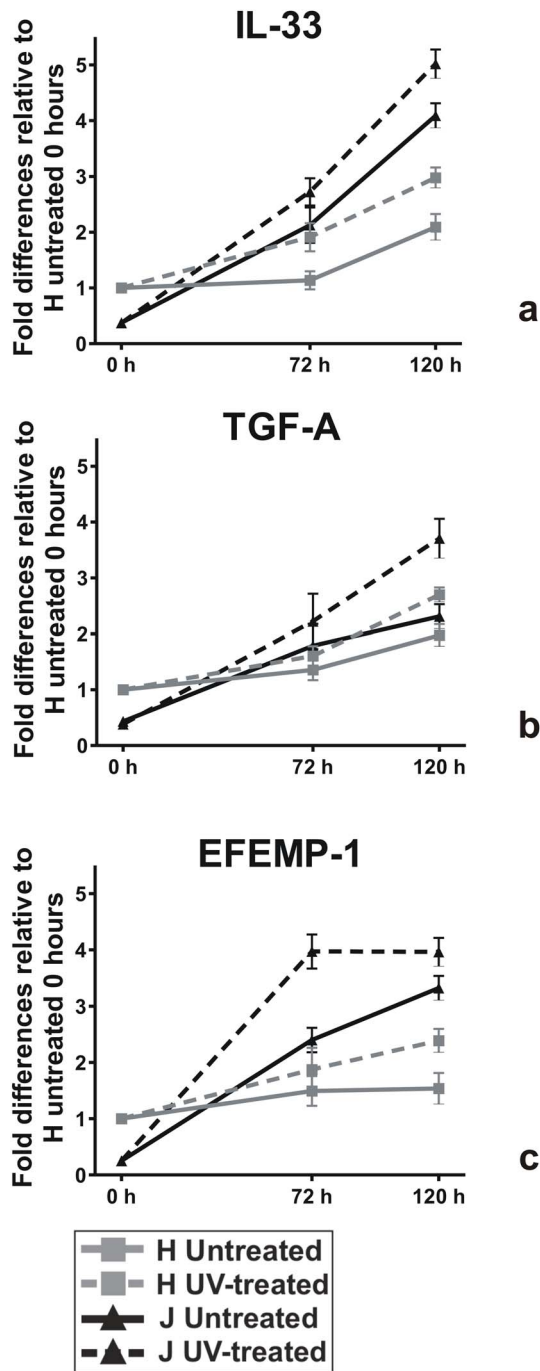 IL-33
Fold differences relative to
H untreated 0 hours
5
4
3
2
1
0
0 h 72 h 120 h
a
TGF-A
Fold differences relative to
H untreated 0 hours
5
4
3
2
1
0
0 h 72 h 120 h
b
EFEMP-1
Fold differences relative to
H untreated 0 hours
5
4
3
2
1
0
0 h 72 h 120 h
c
H Untreated
H UV-treated
J Untreated
J UV-treated